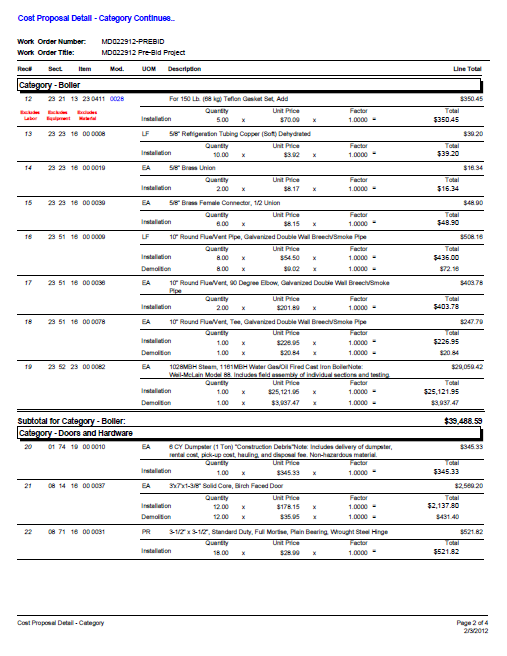 Cost Proposal Detail - Category Continues..
Work Order Number: MD022912-PREBID
Work Order Title: MD022912 Pre-Bid Project
Rec# Sect. Item Mod. UOM Description Line Total
Category - Boiler
12 23 21 13 23 0411 0028 For 150 Lb. (68 kg) Teflon Gasket Set, Add $350.45
Excludes Labor Excludes Equipment Excludes Material
Quantity Unit Price Factor Total
Installation 5.00 x $70.09 x 1.0000 = $350.45
13 23 23 16 00 0008 LF 5/8" Refrigeration Tubing Copper (Soft) Dehydrated $39.20
Quantity Unit Price Factor Total
Installation 10.00 x $3.92 x 1.0000 = $39.20
14 23 23 16 00 0019 EA 5/8" Brass Union $16.34
Quantity Unit Price Factor Total
Installation 2.00 x $8.17 x 1.0000 = $16.34
15 23 23 16 00 0039 EA 5/8" Brass Female Connector, 1/2 Union $48.90
Quantity Unit Price Factor Total
Installation 6.00 x $8.15 x 1.0000 = $48.90
16 23 51 16 00 0009 LF 10" Round Flue/Vent Pipe, Galvanized Double Wall Breech/Smoke Pipe $508.16
Quantity Unit Price Factor Total
Installation 8.00 x $54.50 x 1.0000 = $436.00
Demolition 8.00 x $9.02 x 1.0000 = $72.16
17 23 51 16 00 0036 EA 10" Round Flue/Vent, 90 Degree Elbow, Galvanized Double Wall Breech/Smoke $403.78
Pipe
Quantity Unit Price Factor Total
Installation 2.00 x $201.89 x 1.0000 = $403.78
18 23 51 16 00 0078 EA 10" Round Flue/Vent, Tee, Galvanized Double Wall Breech/Smoke Pipe $247.79
Quantity Unit Price Factor Total
Installation 1.00 x $226.95 x 1.0000 = $226.95
Demolition 1.00 x $20.84 x 1.0000 = $20.84
19 23 52 23 00 0082 EA 1028MBH Steam, 1161MBH Water Gas/Oil Fired Cast Iron BoilerNote: $29,059.42
Weil-McLain Model 88. Includes field assembly of individual sections and testing.
Quantity Unit Price Factor Total
Installation 1.00 x $25,121.95 x 1.0000 = $25,121.95
Demolition 1.00 x $3,937.47 x 1.0000 = $3,937.47
Subtotal for Category - Boiler: $39,488.59
Category - Doors and Hardware
20 01 74 19 00 0010 EA 6 CY Dumpster (1 Ton) "Construction Debris"Note: Includes delivery of dumpster, $345.33
rental cost, pick-up cost, hauling, and disposal fee. Non-hazardous material.
Quantity Unit Price Factor Total
Installation 1.00 x $345.33 x 1.0000 = $345.33
21 08 14 16 00 0037 EA 3'x7'x1-3/8" Solid Core, Birch Faced Door $2,569.20
Quantity Unit Price Factor Total
Installation 12.00 x $178.15 x 1.0000 = $2,137.80
Demolition 12.00 x $35.95 x 1.0000 = $431.40
22 08 71 16 00 0031 PR 3-1/2" x 3-1/2", Standard Duty, Full Mortise, Plain Bearing, Wrought Steel Hinge $521.82
Quantity Unit Price Factor Total
Installation 18.00 x $28.99 x 1.0000 = $521.82
Cost Proposal Detail - Category Page 2 of 4
2/3/2012